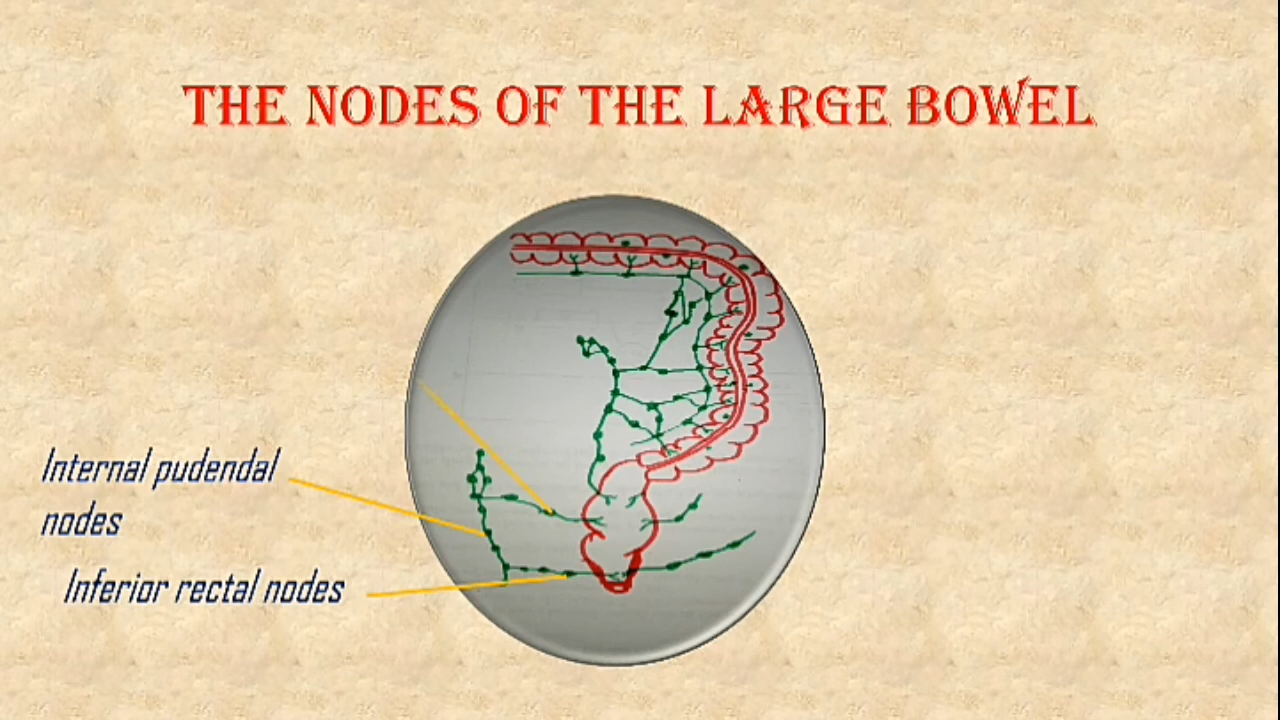 THE NODES OF THE LARGE BOWEL
Internal pudendal
nodes
Inferior rectal nodes